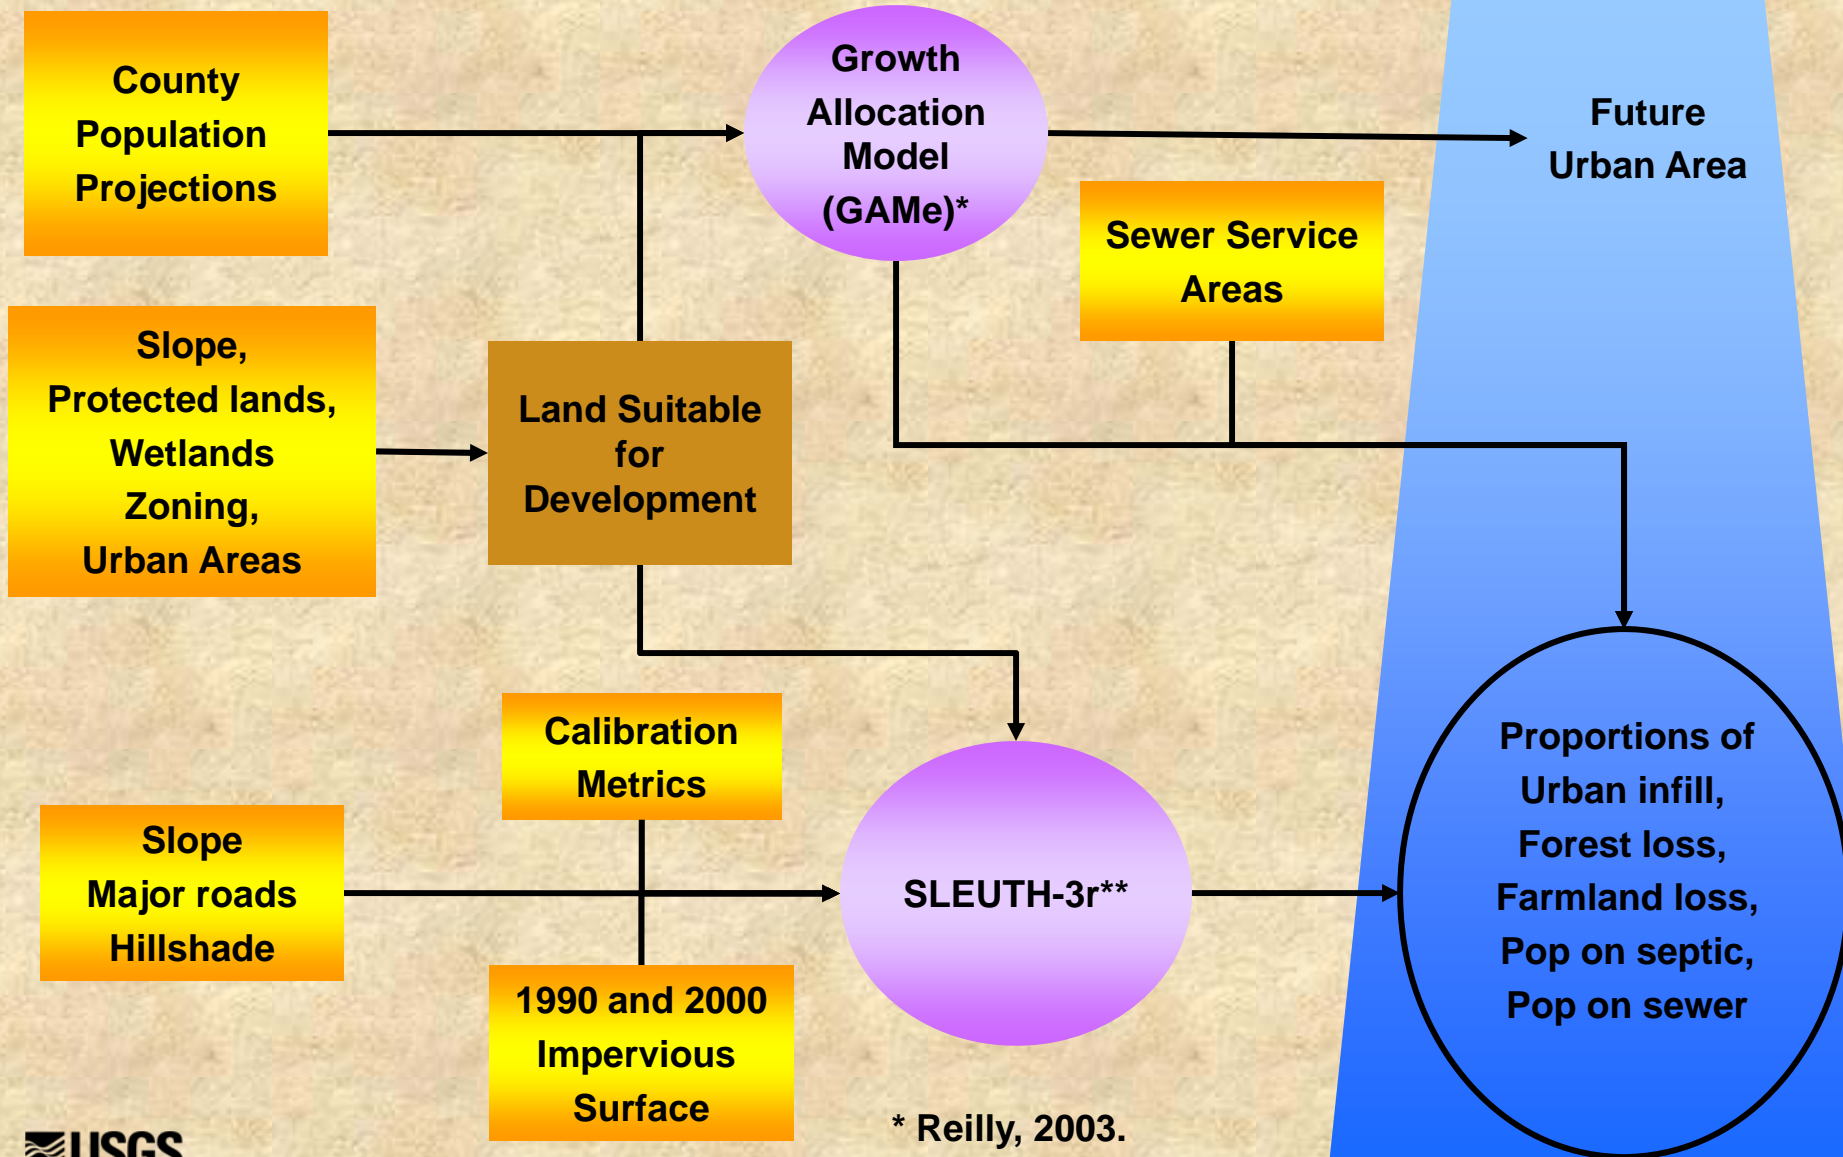 County
Population
Projections
Growth
Allocation
Model
(GAMe)*
Future
Urban Area
Sewer Service
Areas
Slope,
Protected lands,
Wetlands
Zoning,
Urban Areas
Land Suitable
for
Development
Calibration
Metrics
Slope
Major roads
Hillshade
SLEUTH-3r**
Proportions of
Urban infill,
Forest loss,
Farmland loss,
Pop on septic,
Pop on sewer
1990 and 2000
Impervious
Surface
* Reilly, 2003.
USGS